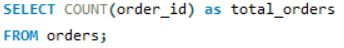 SELECT COUNT(order_id) as total_orders
FROM orders;